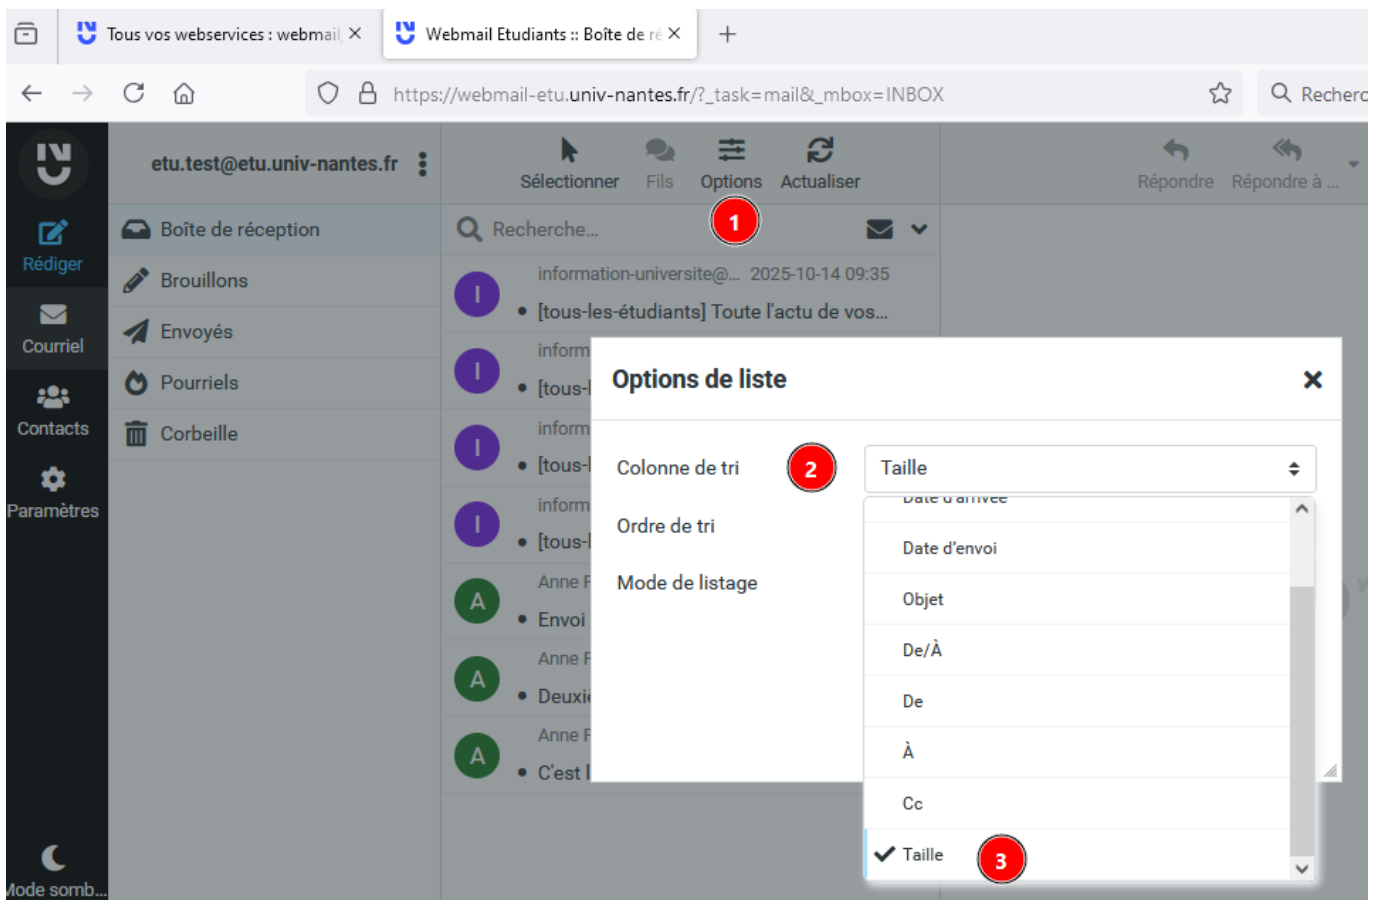 Tous vos webservices : webmail,
Webmail Etudiants :: Boîte de ré
https://webmail-etu.univ-nantes.fr/?_task=mail&_mbox=INBOX
Recherc
etu.test@etu.univ-nantes.fr
Sélectionner
Fils
Options
Actualiser
Répondre
Répondre à ...
1
Rédiger
Courriel
Contacts
Paramètres
Mode somb...
Boîte de réception
Brouillons
Envoyés
Pourriels
Corbeille
Recherche...
I
information-universite@... 2025-10-14 09:35
[tous-les-étudiants] Toute l'actu de vos...
I
inform
[tous-l
I
inform
[tous-l
I
inform
[tous-l
A
Anne F
Envoi
A
Anne F
Deuxiè
A
Anne F
C'est l
Options de liste
Colonne de tri
2
Taille
Ordre de tri
Mode de listage
Date d'arrivée
Date d'envoi
Objet
De/À
De
À
Cc
Taille
3